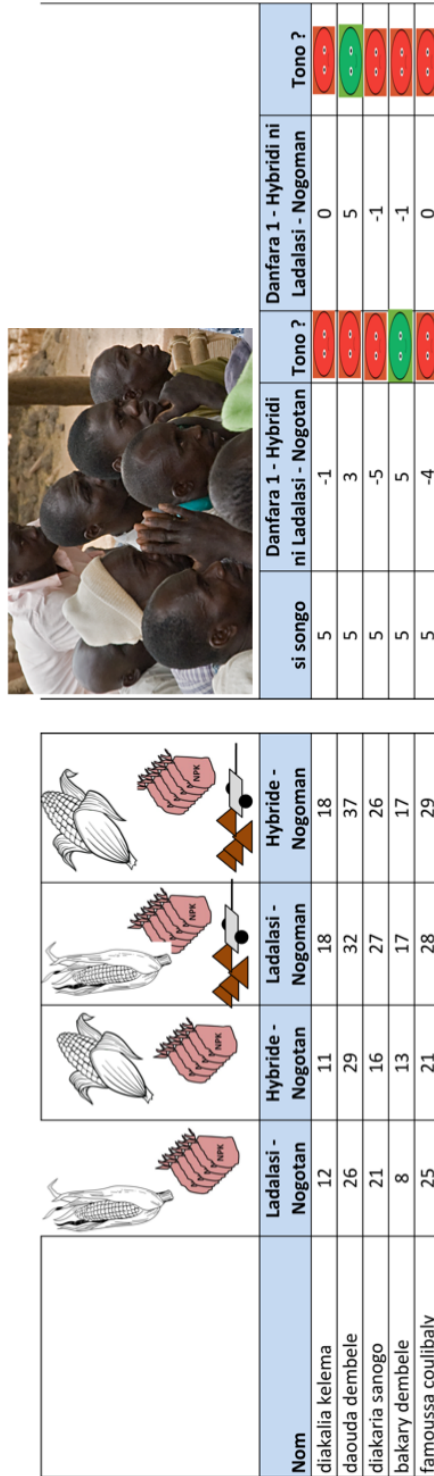 NPK
NPK
NPK
NPK
Nom
Ladalasi -
Nogotan
Hybride -
Nogotan
Ladalasi -
Nogoman
Hybride -
Nogoman
si songo
Danfara 1 - Hybridi
ni Ladalasi - Nogotan
Tono ?
Danfara 1 - Hybridi ni
Ladalasi - Nogoman
Tono ?
diakalia kelema 12 11 18 18 5 -1 0
daouda dembele 26 29 32 37 5 3 5
diakaria sanogo 21 16 27 26 5 -5 -1
bakary dembele 8 13 17 17 5 5 -1
famoussa coulibaly 25 21 28 29 5 -4 0